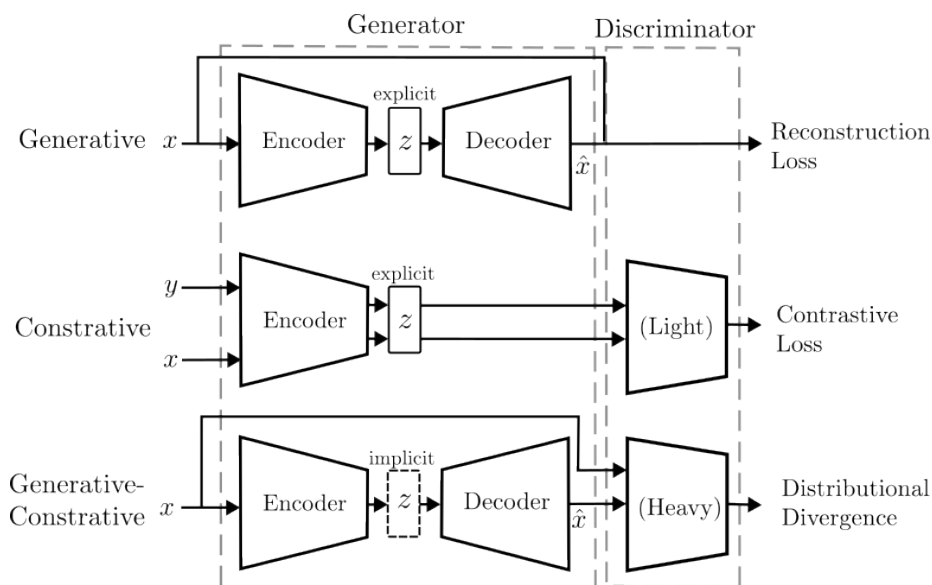 Generator
Discriminator
explicit
Generative
x
Encoder
z
Decoder
x̂
Reconstruction
Loss
explicit
y
Constrative
x
Encoder
z
(Light)
Contrastive
Loss
implicit
Generative-
Constrative
x
Encoder
z
Decoder
x̂
(Heavy)
Distributional
Divergence